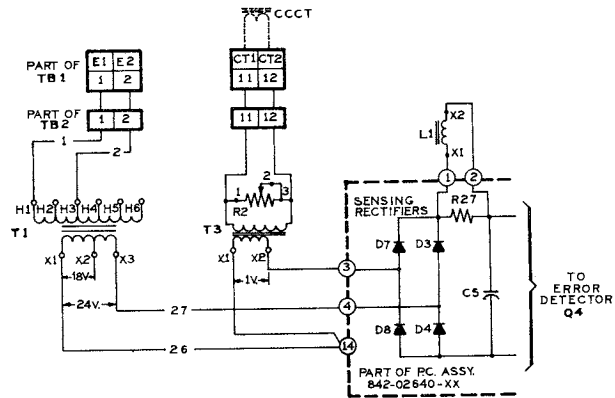 CCCT
E1 E2
1 2
PART OF
TB1
CT1 CT2
11 12
PART OF
TB2
1 2
11 12
1
2
H1 H2 H3 H4 H5 H6
T1
X1 X2 X3
18V
24V.
1 2 3
R2
T3
X1 X2
1V.
27
26
L1
X2
X1
1 2
SENSING
RECTIFIERS
R27
D7 D3
3
4
14
D8 D4
C5
TO
ERROR
DETECTOR
Q4
PART OF P.C. ASSY.
842-02640-XX